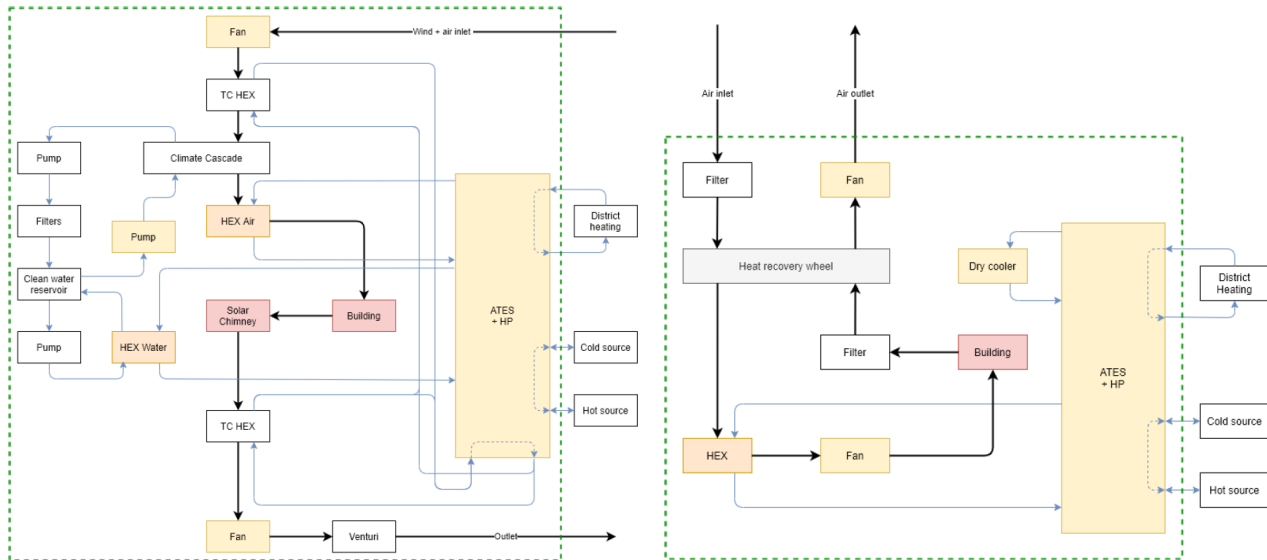 Fan
Wind + air inlet
TC HEX
Pump
Climate Cascade
Filters
Pump
HEX Air
District
heating
Clean water
reservoir
Solar
Chimney
Building
ATES
+ HP
Pump
HEX Water
Cold source
TC HEX
Hot source
Fan
Venturi
Outlet
Air inlet
Air outlet
Filter
Fan
Heat recovery wheel
Dry cooler
District
Heating
Filter
Building
ATES
+ HP
Cold source
HEX
Fan
Hot source